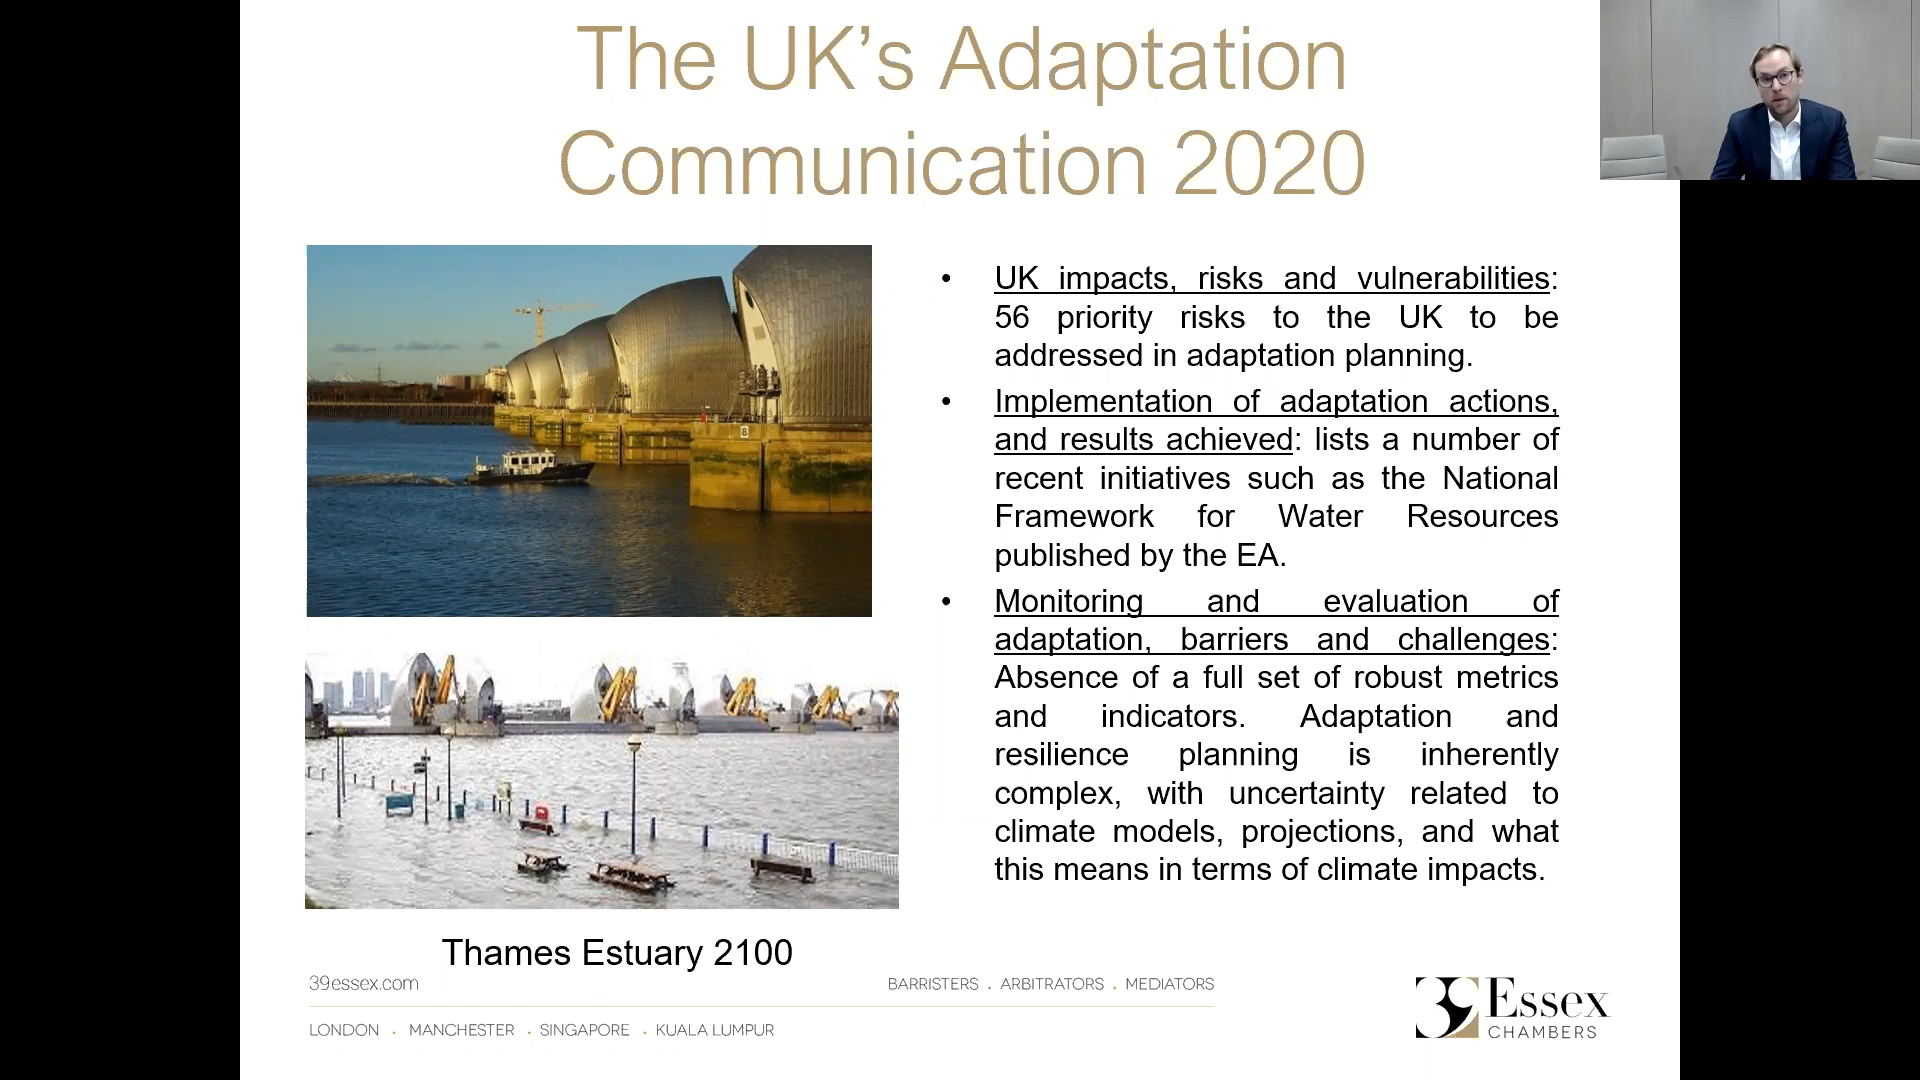 The UK's Adaptation
Communication 2020
8
• UK impacts, risks and vulnerabilities:
56 priority risks to the UK to be
addressed in adaptation planning.
• Implementation of adaptation actions,
and results achieved: lists a number of
recent initiatives such as the National
Framework for Water Resources
published by the EA.
• Monitoring and evaluation of
adaptation, barriers and challenges:
Absence of a full set of robust metrics
and indicators. Adaptation and
resilience planning is inherently
complex, with uncertainty related to
climate models, projections, and what
this means in terms of climate impacts.
Thames Estuary 2100
39essex.com
BARRISTERS . ARBITRATORS . MEDIATORS
LONDON . MANCHESTER . SINGAPORE . KUALA LUMPUR
39 Essex
CHAMBERS